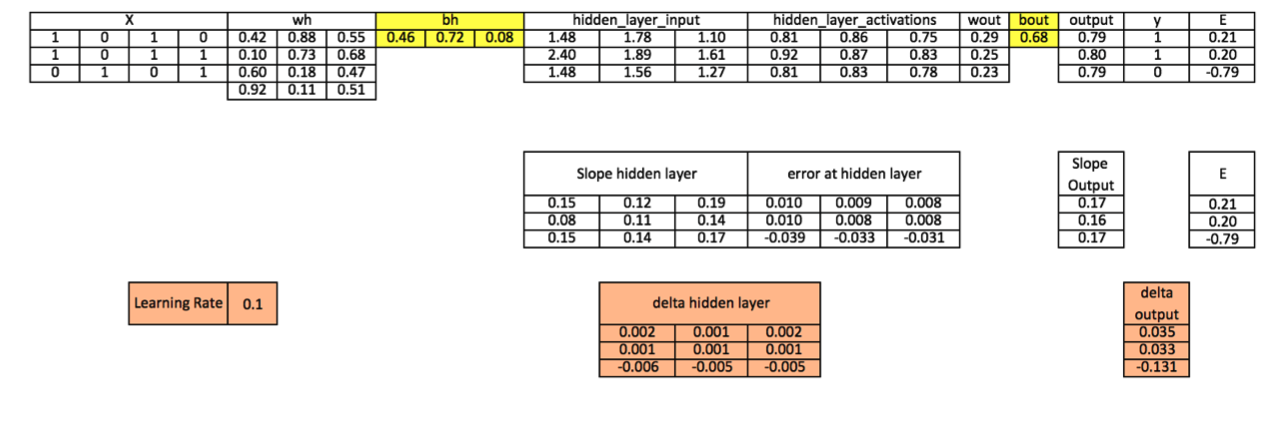 X wh bh hidden_layer_input hidden_layer_activations wout bout output y E
1 0 1 0 0.42 0.88 0.55 0.46 0.72 0.08 1.48 1.78 1.10 0.81 0.86 0.75 0.29 0.68 0.79 1 0.21
1 0 1 1 0.10 0.73 0.68 2.40 1.89 1.61 0.92 0.87 0.83 0.25 0.80 1 0.20
0 1 0 1 0.60 0.18 0.47 1.48 1.56 1.27 0.81 0.83 0.78 0.23 0.79 0 -0.79
0.92 0.11 0.51
Slope hidden layer error at hidden layer Slope Output E
0.15 0.12 0.19 0.010 0.009 0.008 0.17 0.21
0.08 0.11 0.14 0.010 0.008 0.008 0.16 0.20
0.15 0.14 0.17 -0.039 -0.033 -0.031 0.17 -0.79
Learning Rate 0.1 delta hidden layer delta output
0.002 0.001 0.002 0.035
0.001 0.001 0.001 0.033
-0.006 -0.005 -0.005 -0.131